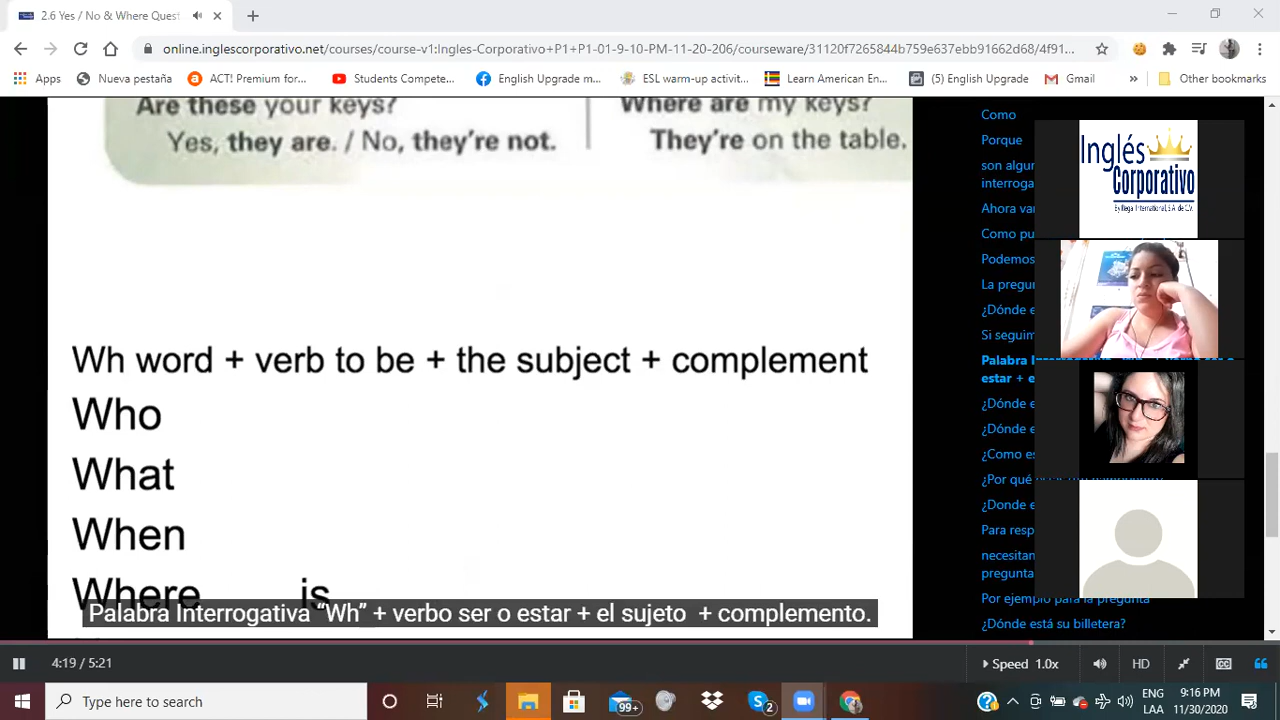 2.6 Yes / No & Where Quest
online.inglescorporativo.net/courses/course-v1:Ingles-Corporativo+P1+P1-01-9-10-PM-11-20-206/courseware/31120f7265844b759e637ebb91662d68/4f91...
Apps Nueva pestaña ACT! Premium for... Students Compete... English Upgrade m... ESL warm-up activit... Learn American En... (5) English Upgrade Gmail » Other bookmarks
Are these your keys?
Yes, they are. / No, they're not.
Where are my keys?
They're on the table.
Wh word + verb to be + the subject + complement
Who
What
When
Where is
Palabra Interrogativa “Wh” + verbo ser o estar + el sujeto + complemento.
Como
Porque
son algun
interroga
Ahora va
Como pu
Podemos
La pregun
¿Dónde e
Si seguim
Palabra
estar + e
¿Dónde e
¿Dónde e
¿Como es
¿Por qué
¿Donde e
Para resp
necesitan
pregunta
Por ejemplo para la pregunta
¿Dónde está su billetera?
Inglés
Corporativo
4:19 / 5:21
Speed 1.0x
HD
Type here to search
99+
2
ENG
LAA
9:16 PM
11/30/2020